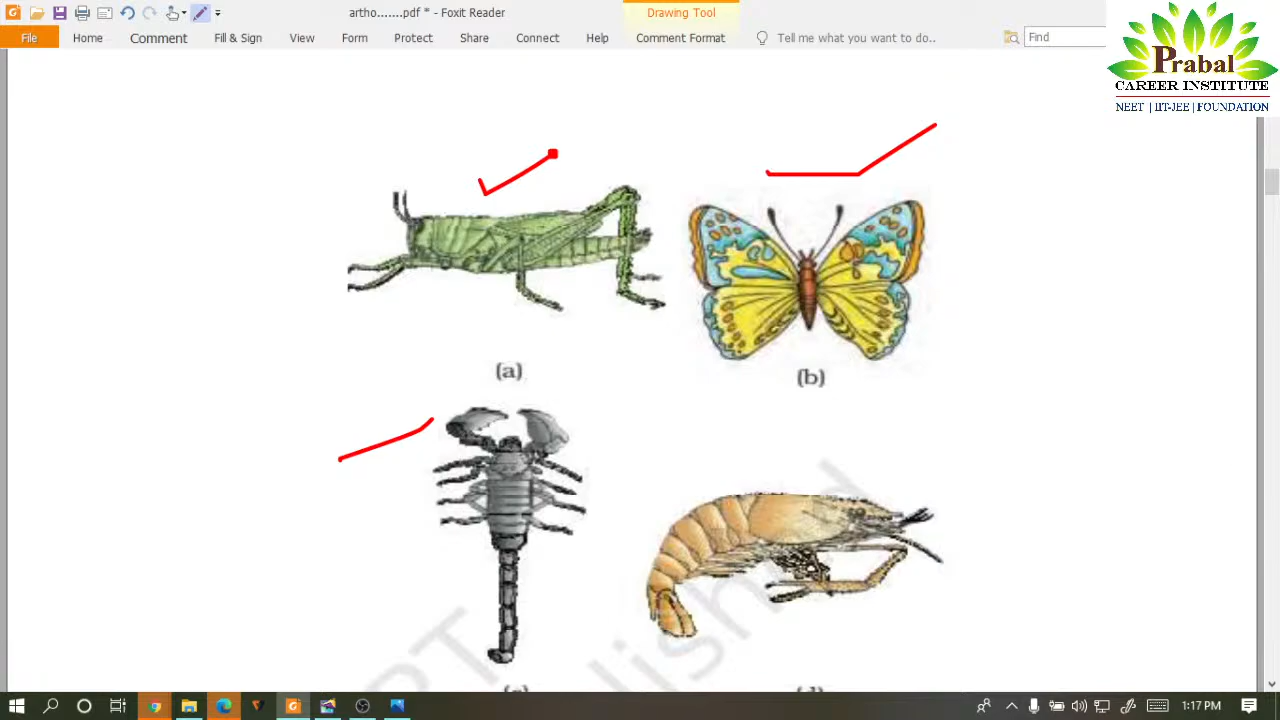 artho.......pdf * - Foxit Reader
Drawing Tool
File Home Comment Fill & Sign View Form Protect Share Connect Help Comment Format Tell me what you want to do.. Find
Prabal
CAREER INSTITUTE
NEET | IIT-JEE | FOUNDATION
(a)
(b)
1:17 PM